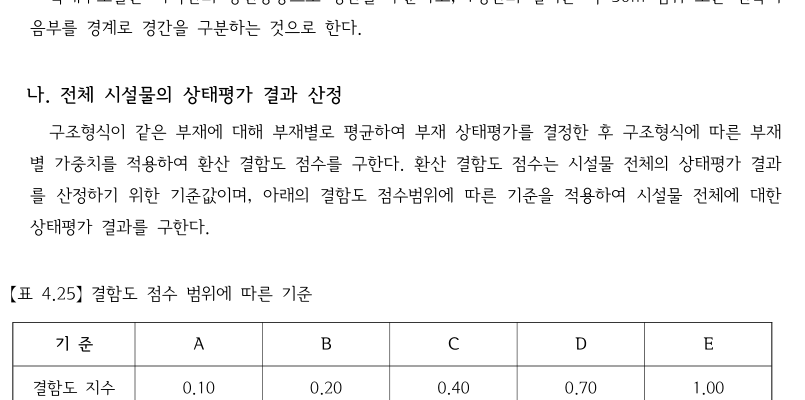 음부를 경계로 경간을 구분하는 것으로 한다.
나. 전체 시설물의 상태평가 결과 산정
구조형식이 같은 부재에 대해 부재별로 평균하여 부재 상태평가를 결정한 후 구조형식에 따른 부재
별 가중치를 적용하여 환산 결함도 점수를 구한다. 환산 결함도 점수는 시설물 전체의 상태평가 결과
를 산정하기 위한 기준값이며, 아래의 결함도 점수범위에 따른 기준을 적용하여 시설물 전체에 대한
상태평가 결과를 구한다.
【표 4.25】 결함도 점수 범위에 따른 기준
기 준 A B C D E
결함도 지수 0.10 0.20 0.40 0.70 1.00